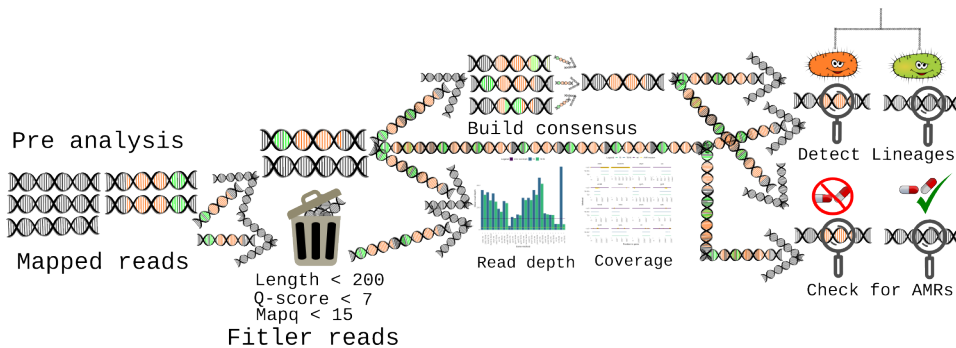 Pre analysis
Mapped reads
Length < 200
Q-score < 7
Mapq < 15
Fitler reads
Build consensus
Read depth
Coverage
Detect Lineages
Check for AMRs